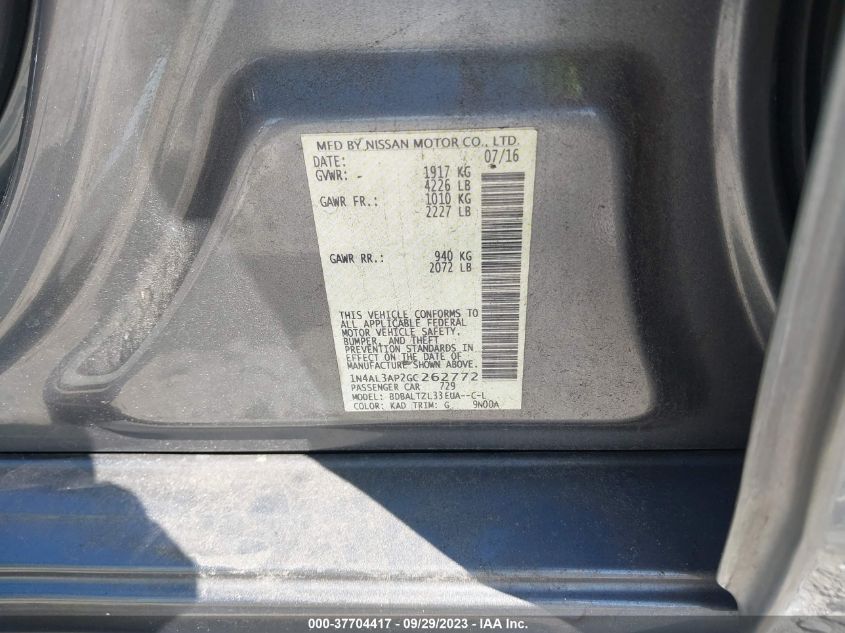 MFD BY NISSAN MOTOR CO., LTD.
DATE: 07/16
GVWR: 1917 KG
4226 LB
GAWR FR.: 1010 KG
2227 LB
GAWR RR.: 940 KG
2072 LB
THIS VEHICLE CONFORMS TO
ALL APPLICABLE FEDERAL
MOTOR VEHICLE SAFETY,
BUMPER, AND THEFT
PREVENTION STANDARDS IN
EFFECT ON THE DATE OF
MANUFACTURE SHOWN ABOVE.
1N4AL3AP2GC262772
PASSENGER CAR 729
MODEL: BDBALTZL33EUA--C-L
COLOR: KAD TRIM: G 9N00A
000-37704417 - 09/29/2023 - IAA Inc.